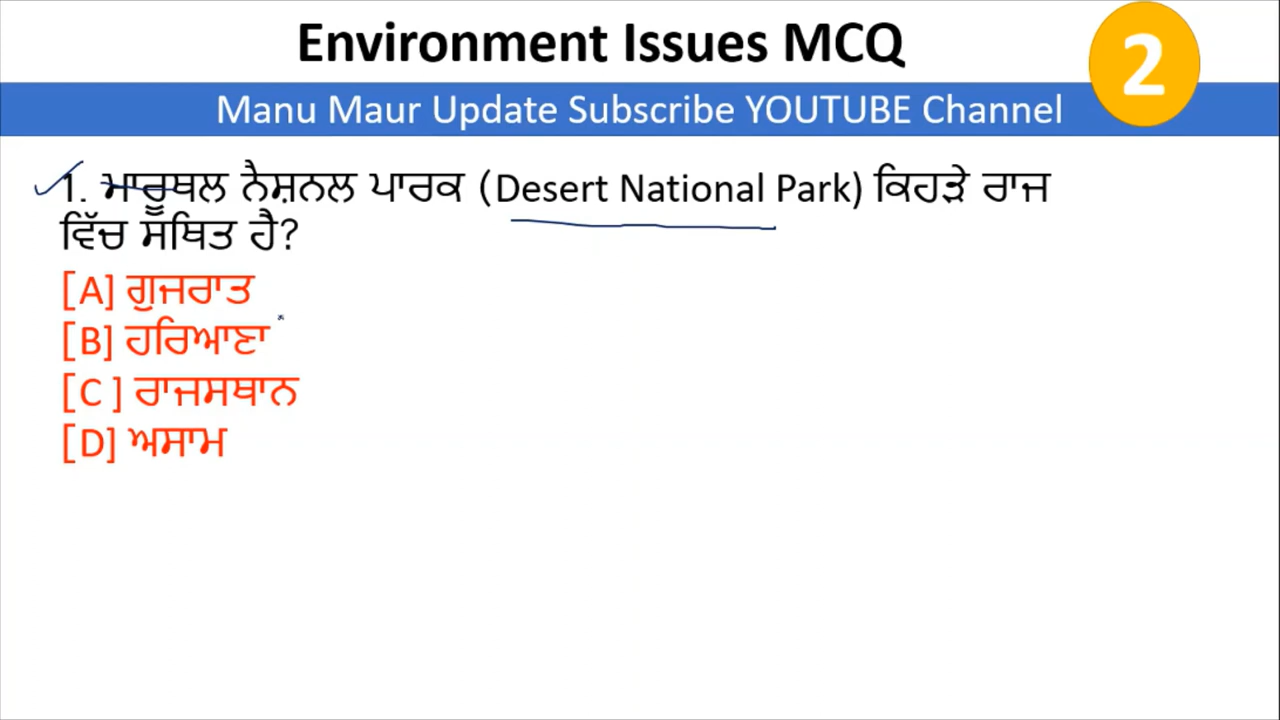 Environment Issues MCQ
2
Manu Maur Update Subscribe YOUTUBE Channel
1. ਮਾਰੂਥਲ ਨੈਸ਼ਨਲ ਪਾਰਕ (Desert National Park) ਕਿਹੜੇ ਰਾਜ
ਵਿੱਚ ਸਥਿਤ ਹੈ?
[A] ਗੁਜਰਾਤ
[B] ਹਰਿਆਣਾ
[C ] ਰਾਜਸਥਾਨ
[D] ਅਸਾਮ